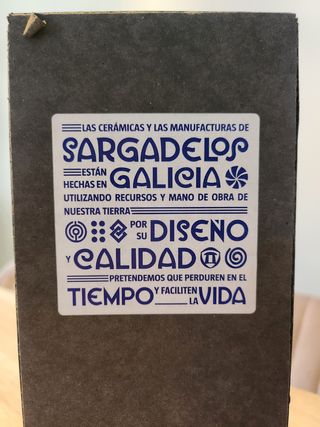 LAS CERÁMICAS Y LAS MANUFACTURAS DE
SARGADELOS
ESTÁN
HECHAS EN GALICIA
UTILIZANDO RECURSOS Y MANO DE OBRA DE
NUESTRA TIERRA
POR
SU DISEÑO
Y CALIDAD
PRETENDEMOS QUE PERDUREN EN EL
TIEMPO Y FACILITEN
LA VIDA